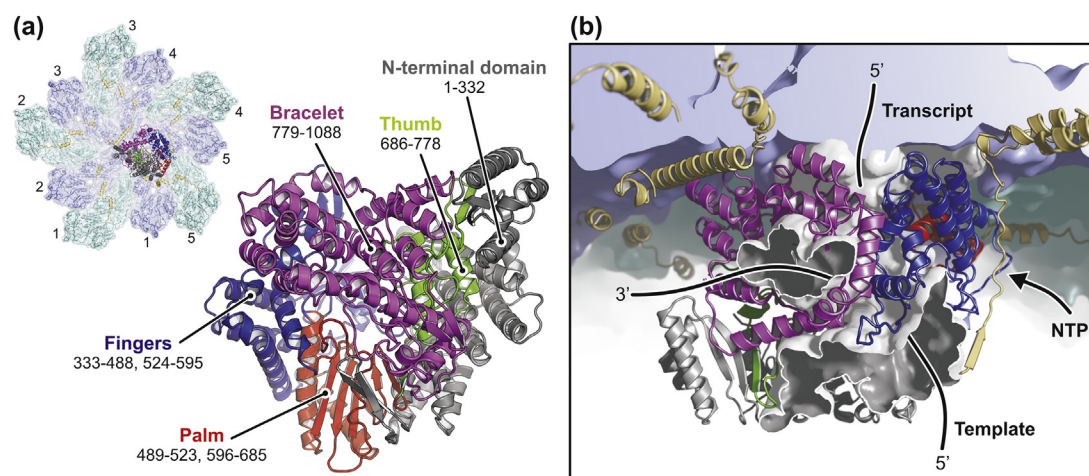 (a)
3
4
3
2
4
5
2
1
1
5
N-terminal domain
1-332
Bracelet
779-1088
Thumb
686-778
Fingers
333-488, 524-595
Palm
489-523, 596-685
(b)
5’
Transcript
3’
NTP
Template
5’